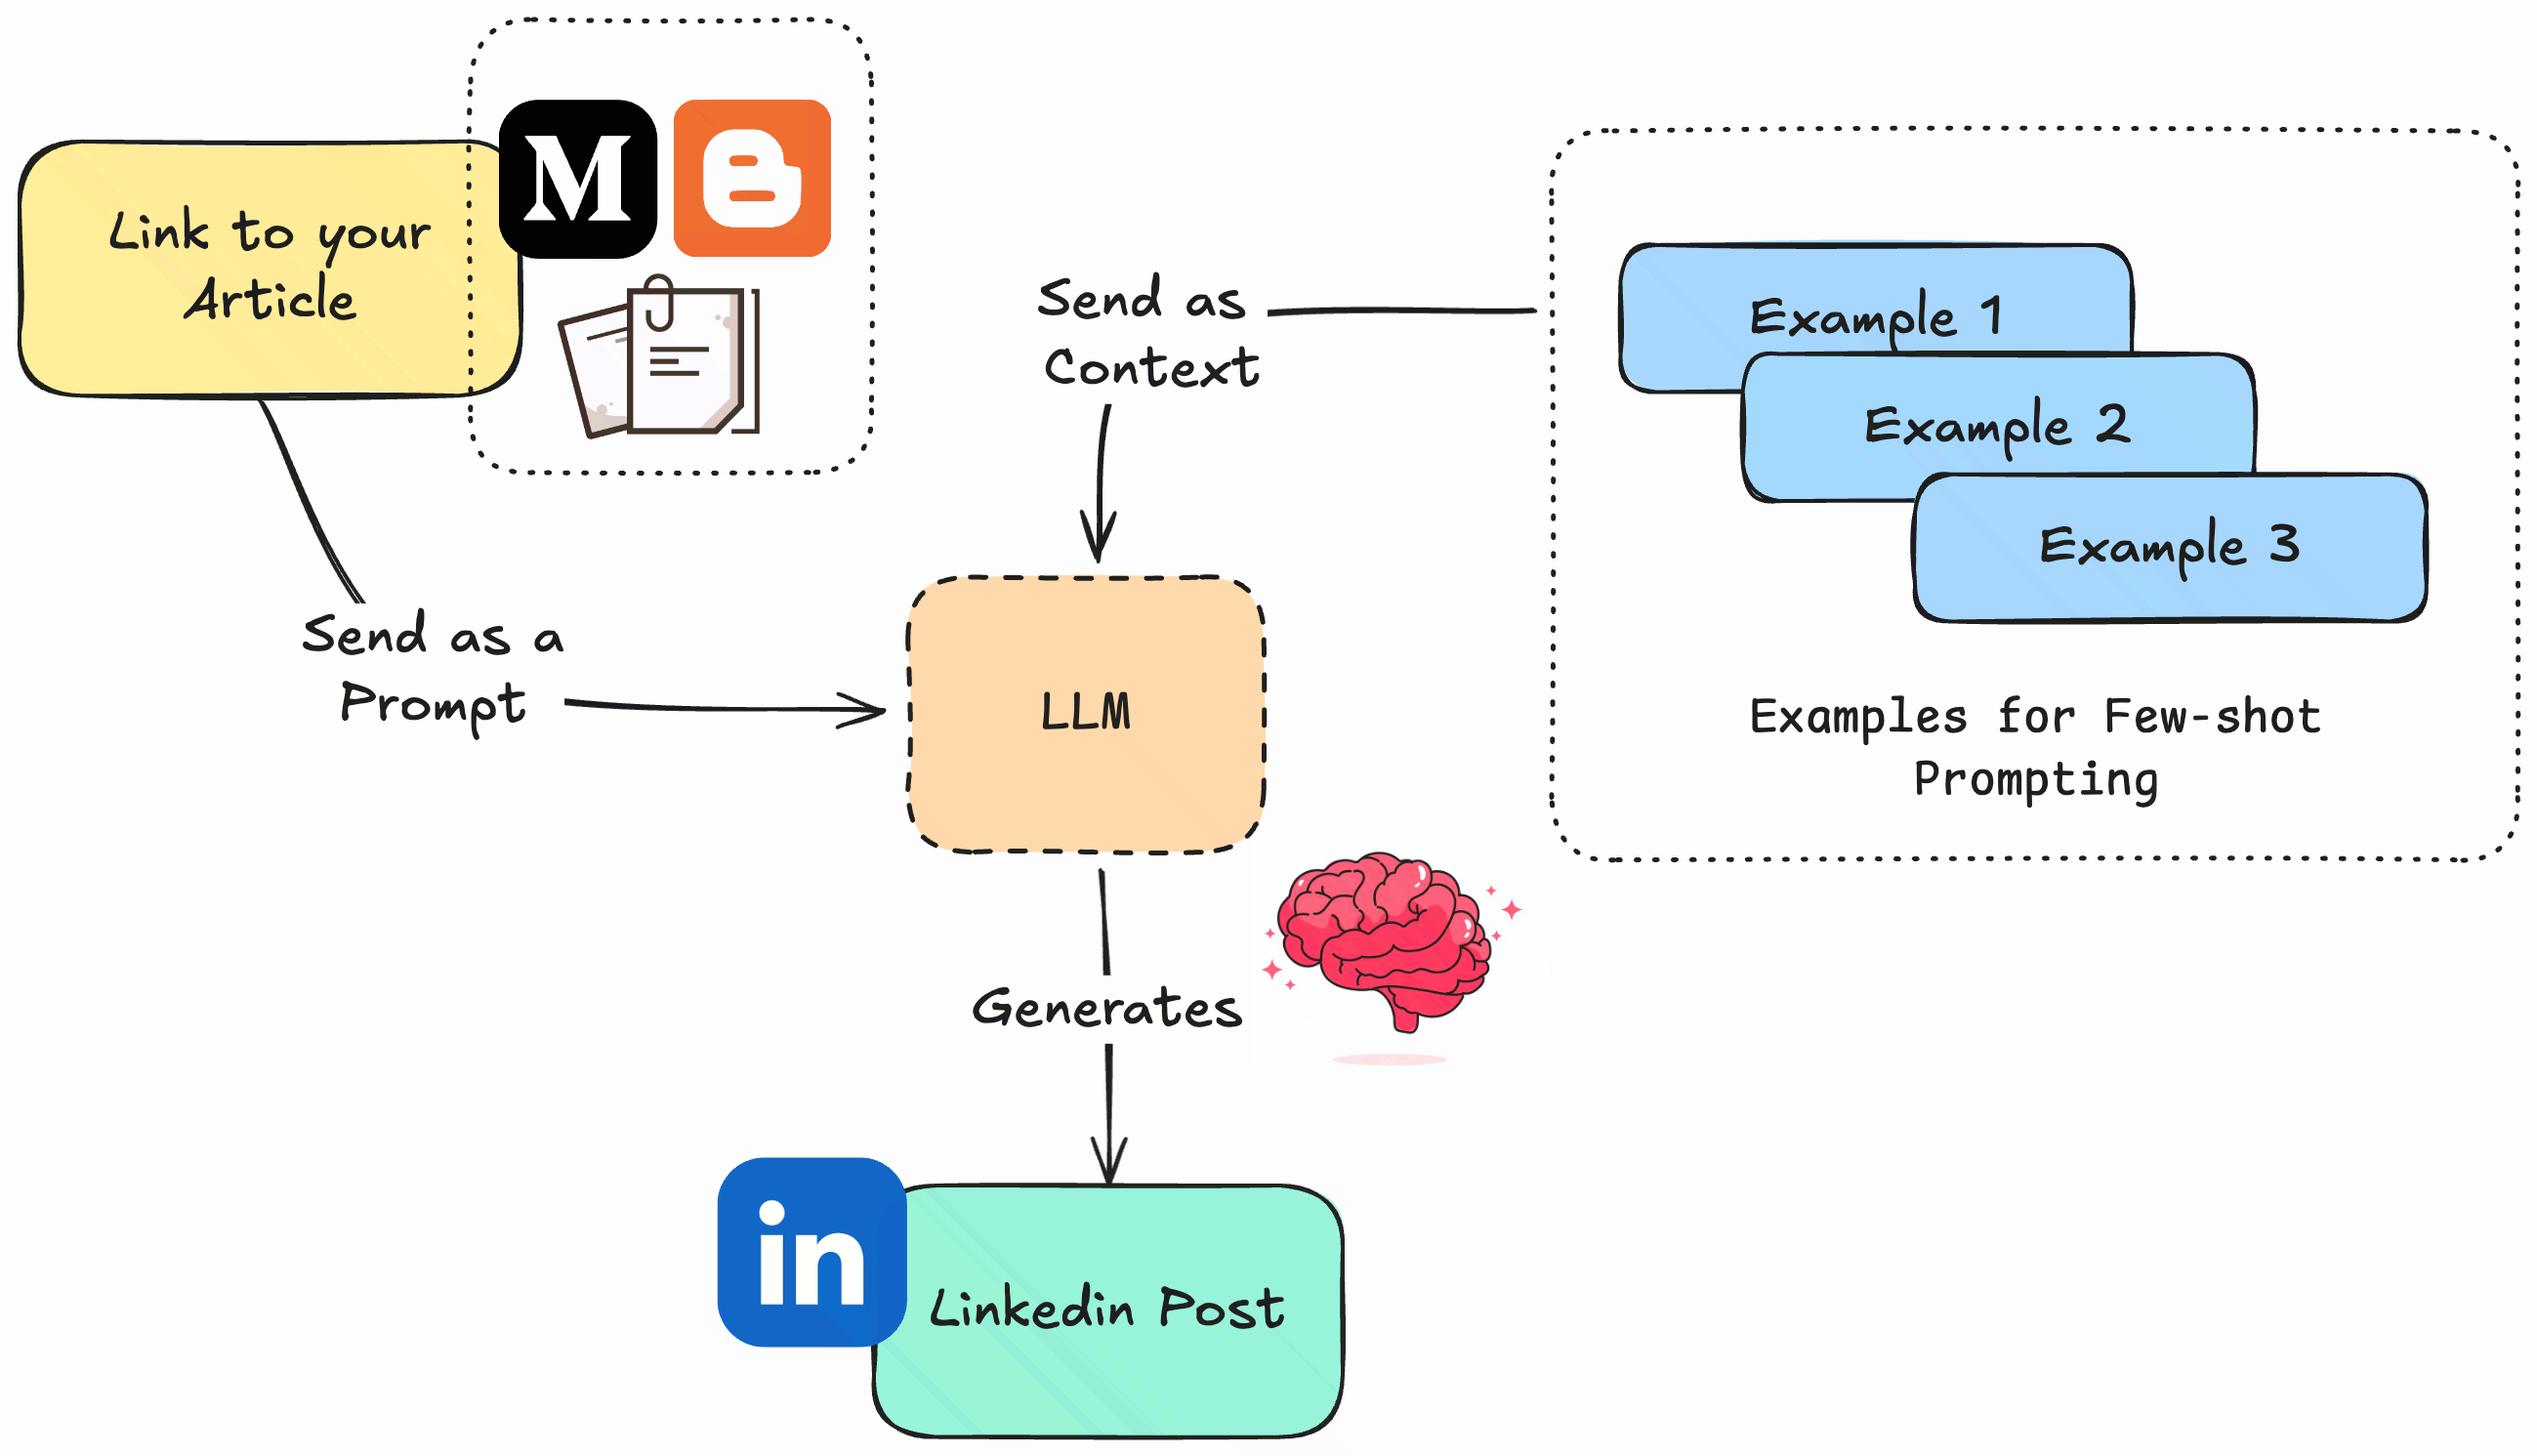 Link to your
Article
M
Send as
Context
Example 1
Example 2
Example 3
Examples for Few-shot
Prompting
Send as a
Prompt
LLM
Generates
in
Linkedin Post